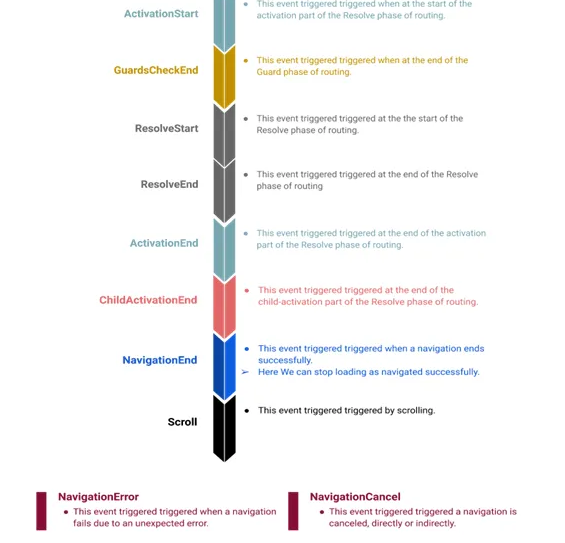 This event triggered triggered when at the start of the
ActivationStart
activation part of the Resolve phase of routing.
GuardsCheckEnd
● This event triggered triggered when at the end of the
Guard phase of routing.
ResolveStart
● This event triggered triggered at the the start of the
Resolve phase of routing.
ResolveEnd
● This event triggered triggered at the end of the Resolve
phase of routing
ActivationEnd
● This event triggered triggered at the end of the activation
part of the Resolve phase of routing.
ChildActivationEnd
● This event triggered triggered at the end of the
child-activation part of the Resolve phase of routing.
NavigationEnd
● This event triggered triggered when a navigation ends
successfully.
➢ Here We can stop loading as navigated successfully.
Scroll
● This event triggered triggered by scrolling.
NavigationError
● This event triggered triggered when a navigation
fails due to an unexpected error.
NavigationCancel
● This event triggered triggered a navigation is
canceled, directly or indirectly.